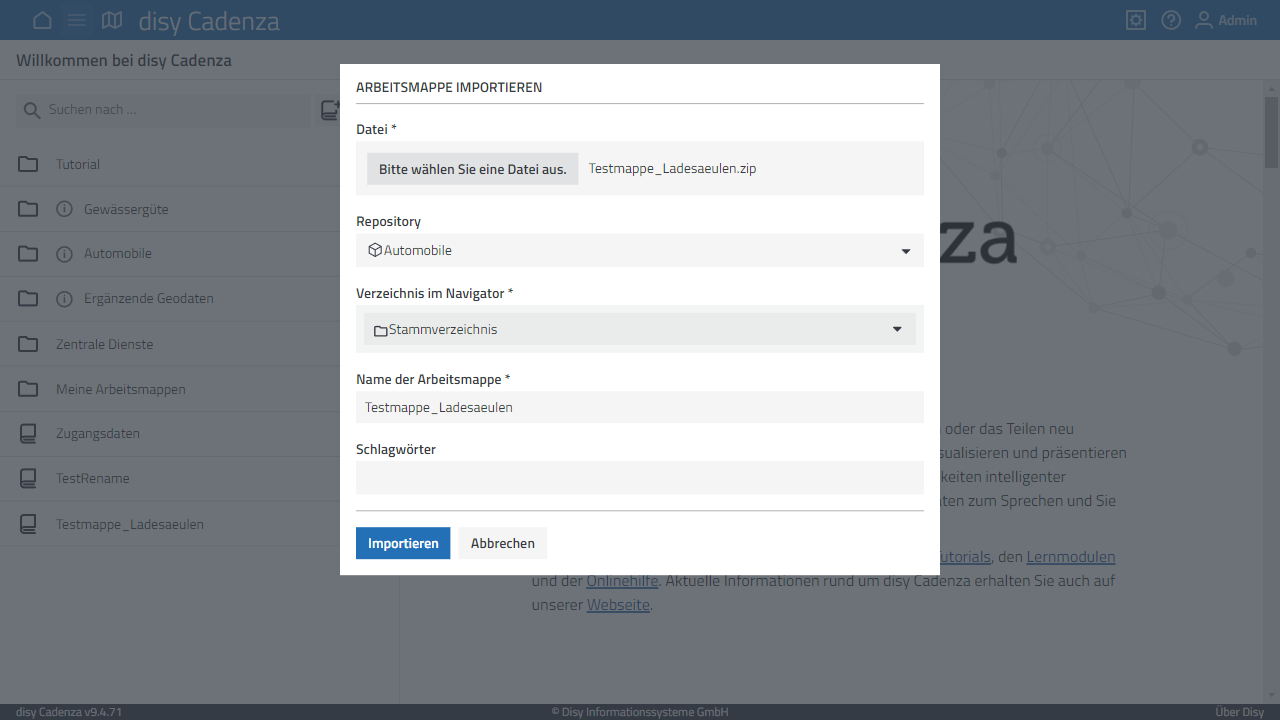 disy Cadenza
Admin
Willkommen bei disy Cadenza
Suchen nach ...
Tutorial
Gewässergüte
Automobile
Ergänzende Geodaten
Zentrale Dienste
Meine Arbeitsmappen
Zugangsdaten
TestRename
Testmappe_Ladesaeulen
ARBEITSMAPPE IMPORTIEREN
Datei *
Bitte wählen Sie eine Datei aus. Testmappe_Ladesaeulen.zip
Repository
Automobile
Verzeichnis im Navigator *
Stammverzeichnis
Name der Arbeitsmappe *
Testmappe_Ladesaeulen
Schlagwörter
Importieren Abbrechen
za
oder das Teilen neu
sualisieren und präsentieren
keiten intelligenter
ten zum Sprechen und Sie
utorials, den Lernmodulen
und der Onlinehilfe. Aktuelle Informationen rund um disy Cadenza erhalten Sie auch auf
unserer Webseite.
disy Cadenza v9.4.71
© Disy Informationssysteme GmbH
Über Disy